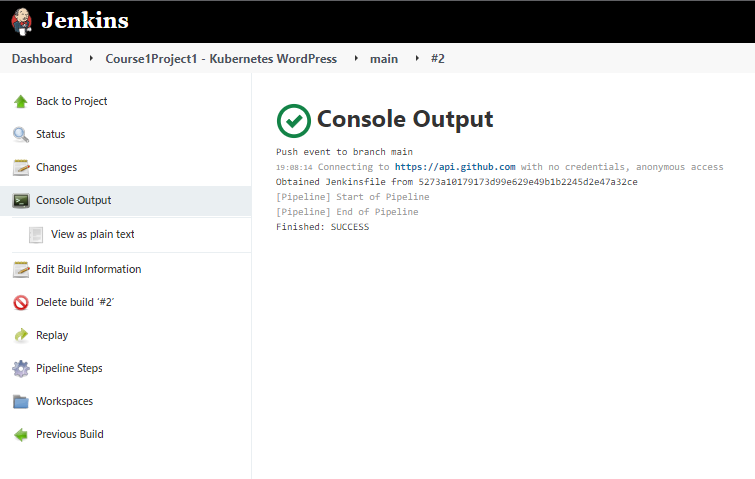 Jenkins
Dashboard
Course1Project1 - Kubernetes WordPress
main
#2
Back to Project
Status
Changes
Console Output
View as plain text
Edit Build Information
Delete build ‘#2’
Replay
Pipeline Steps
Workspaces
Previous Build
Console Output
Push event to branch main
19:08:14 Connecting to https://api.github.com with no credentials, anonymous access
Obtained Jenkinsfile from 5273a10179173d99e629e49b1b2245d2e47a32ce
[Pipeline] Start of Pipeline
[Pipeline] End of Pipeline
Finished: SUCCESS